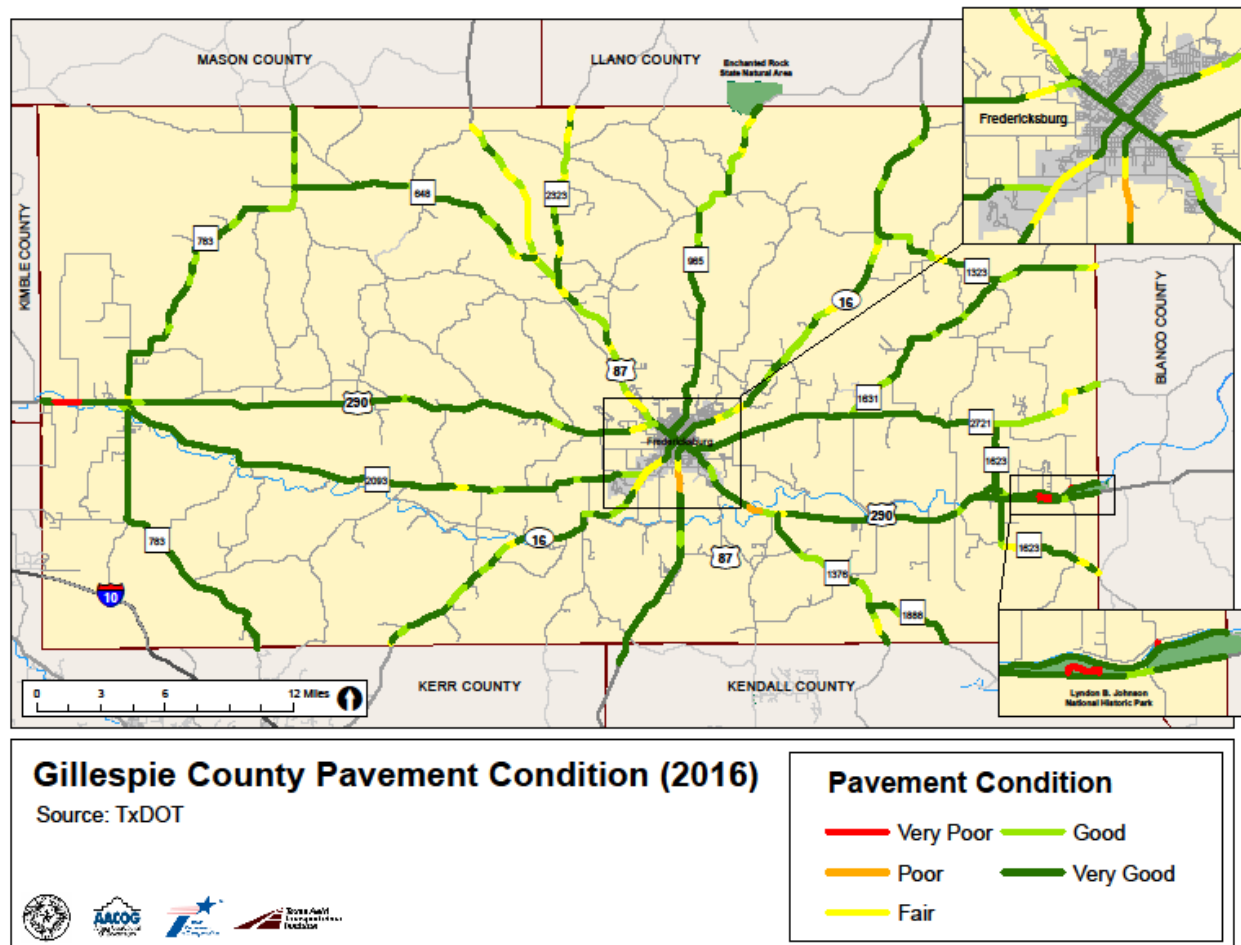 MASON COUNTY
LLANO COUNTY
Enchanted Rock
State Natural Area
Fredericksburg
KIMBLE COUNTY
BLANCO COUNTY
648
2323
783
965
1323
16
87
290
1631
2721
1623
Fredericksburg
2093
290
16
87
783
1623
1376
1888
10
KERR COUNTY
KENDALL COUNTY
0 3 6 12 Miles
Lyndon B. Johnson
National Historic Park
Gillespie County Pavement Condition (2016)
Source: TxDOT
Pavement Condition
Very Poor
Good
Poor
Very Good
Fair
AACOG